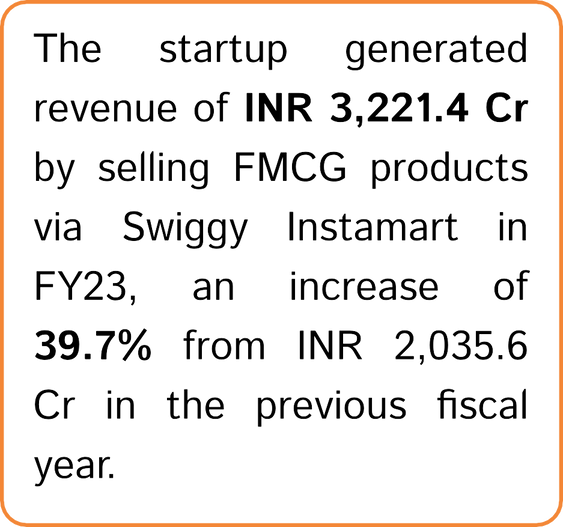 The startup generated
revenue of INR 3,221.4 Cr
by selling FMCG products
via Swiggy Instamart in
FY23, an increase of
39.7% from INR 2,035.6
Cr in the previous fiscal
year.